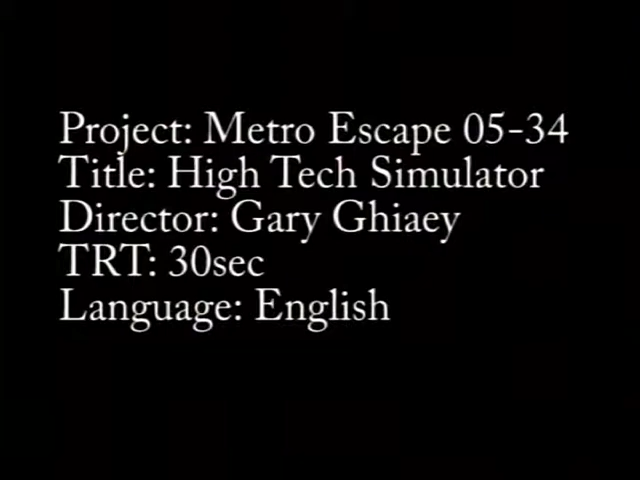 Project: Metro Escape 05-34
Title: High Tech Simulator
Director: Gary Ghiaey
TRT: 30sec
Language: English